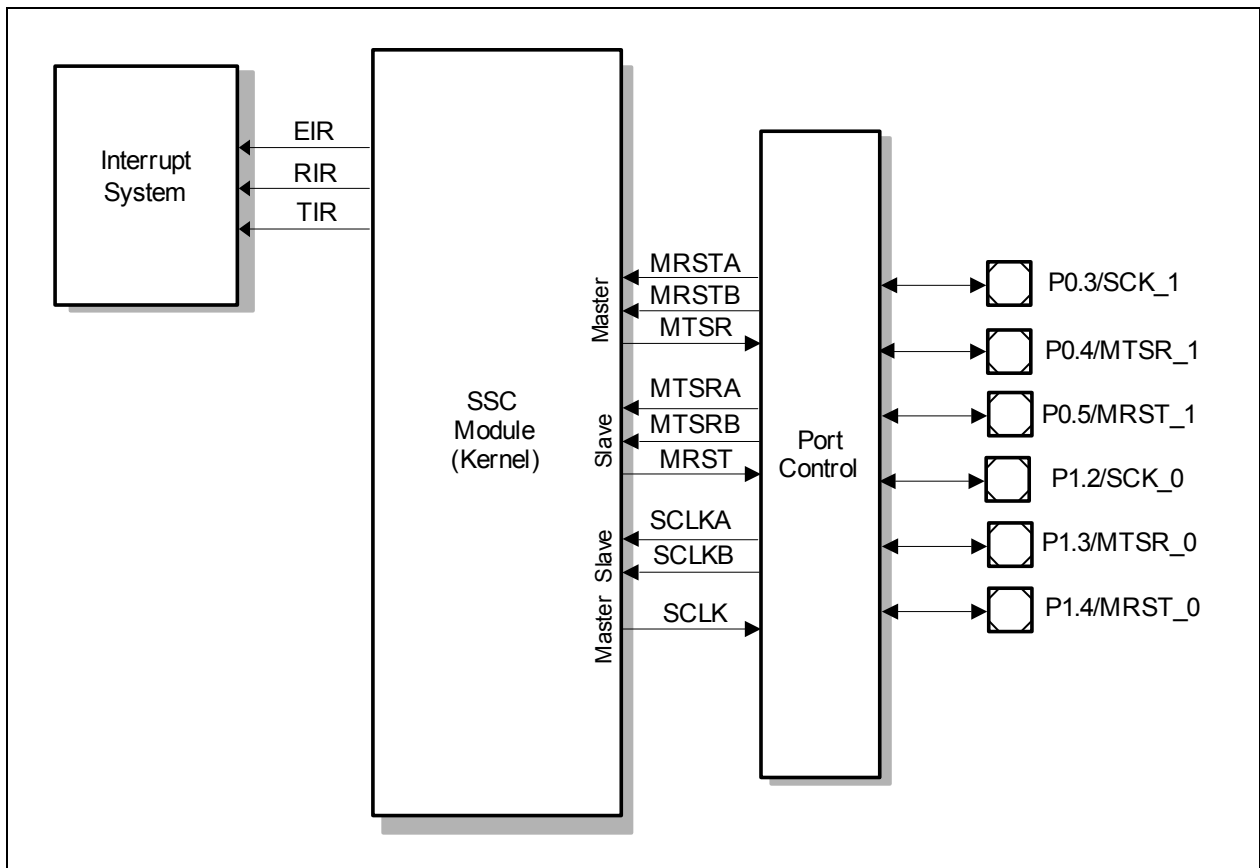 Interrupt
System
EIR
RIR
TIR
SSC
Module
(Kernel)
Master
MRSTA
MRSTB
MTSR
Slave
MTSRA
MTSRB
MRST
Slave
SCLKA
SCLKB
Master
SCLK
Port
Control
P0.3/SCK_1
P0.4/MTSR_1
P0.5/MRST_1
P1.2/SCK_0
P1.3/MTSR_0
P1.4/MRST_0